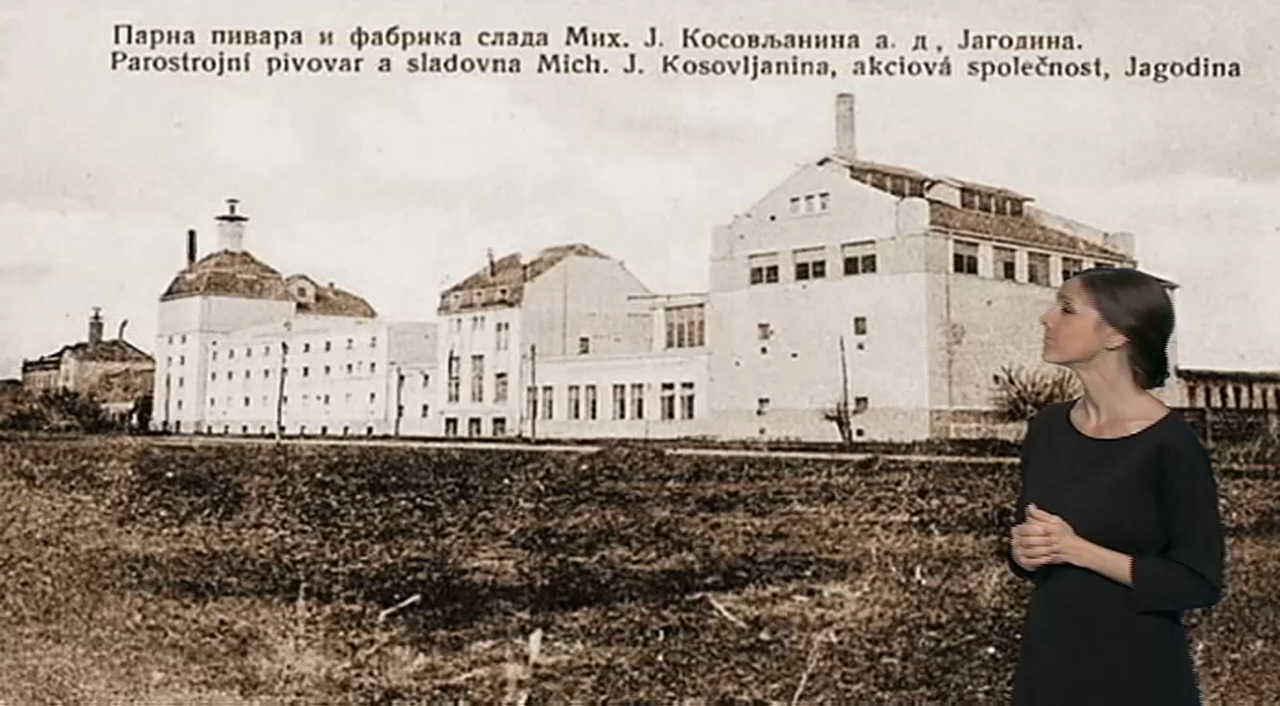 Парна пивара и фабрика слада Мих. Ј. Косовљанина а. д, Јагодина.
Parostrojní pivovar a sladovna Mich. J. Kosovljanina, akciová společnost, Jagodina